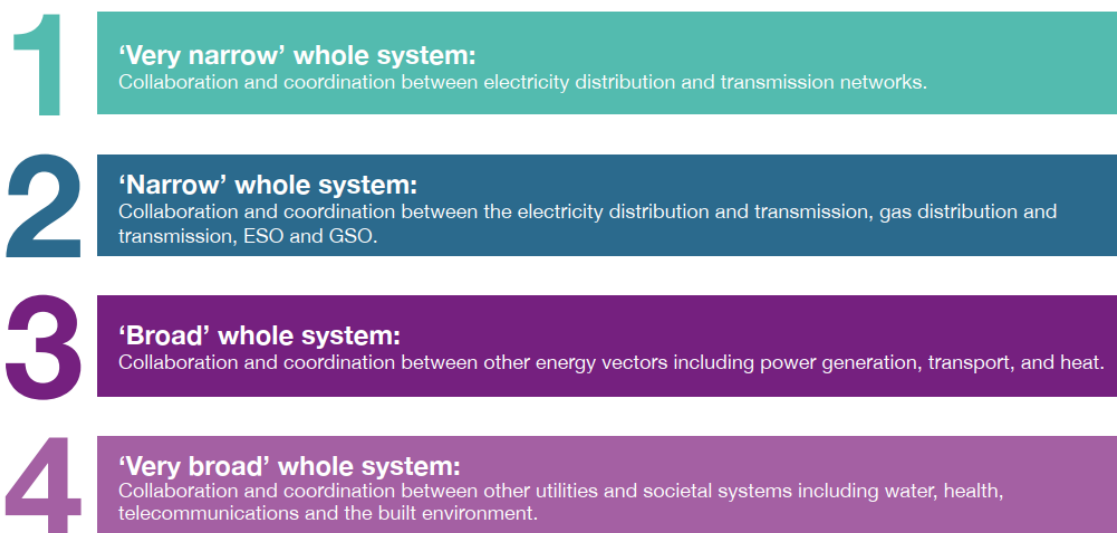 1
‘Very narrow’ whole system:
Collaboration and coordination between electricity distribution and transmission networks.
2
‘Narrow’ whole system:
Collaboration and coordination between the electricity distribution and transmission, gas distribution and
transmission, ESO and GSO.
3
‘Broad’ whole system:
Collaboration and coordination between other energy vectors including power generation, transport, and heat.
4
‘Very broad’ whole system:
Collaboration and coordination between other utilities and societal systems including water, health,
telecommunications and the built environment.